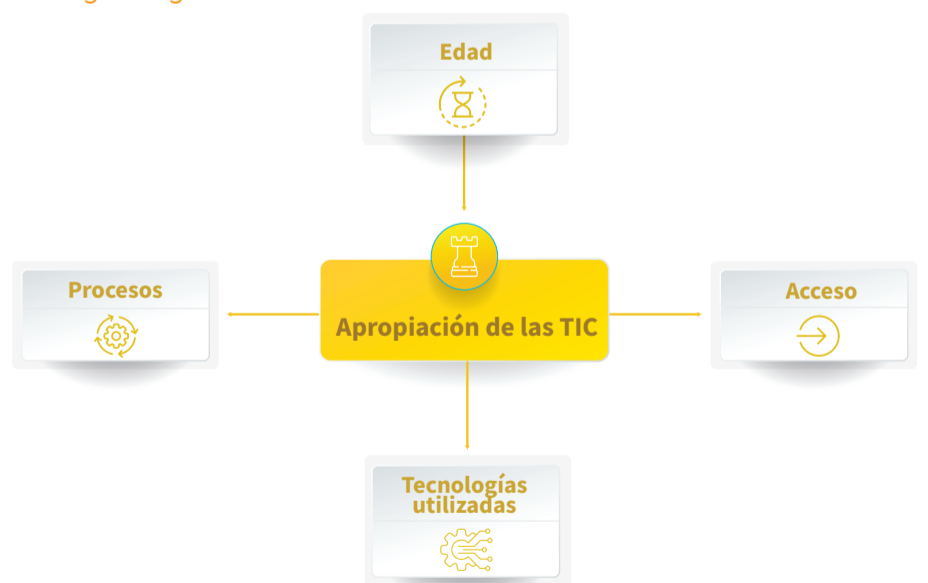 Edad
Procesos
Apropiación de las TIC
Acceso
Tecnologías
utilizadas